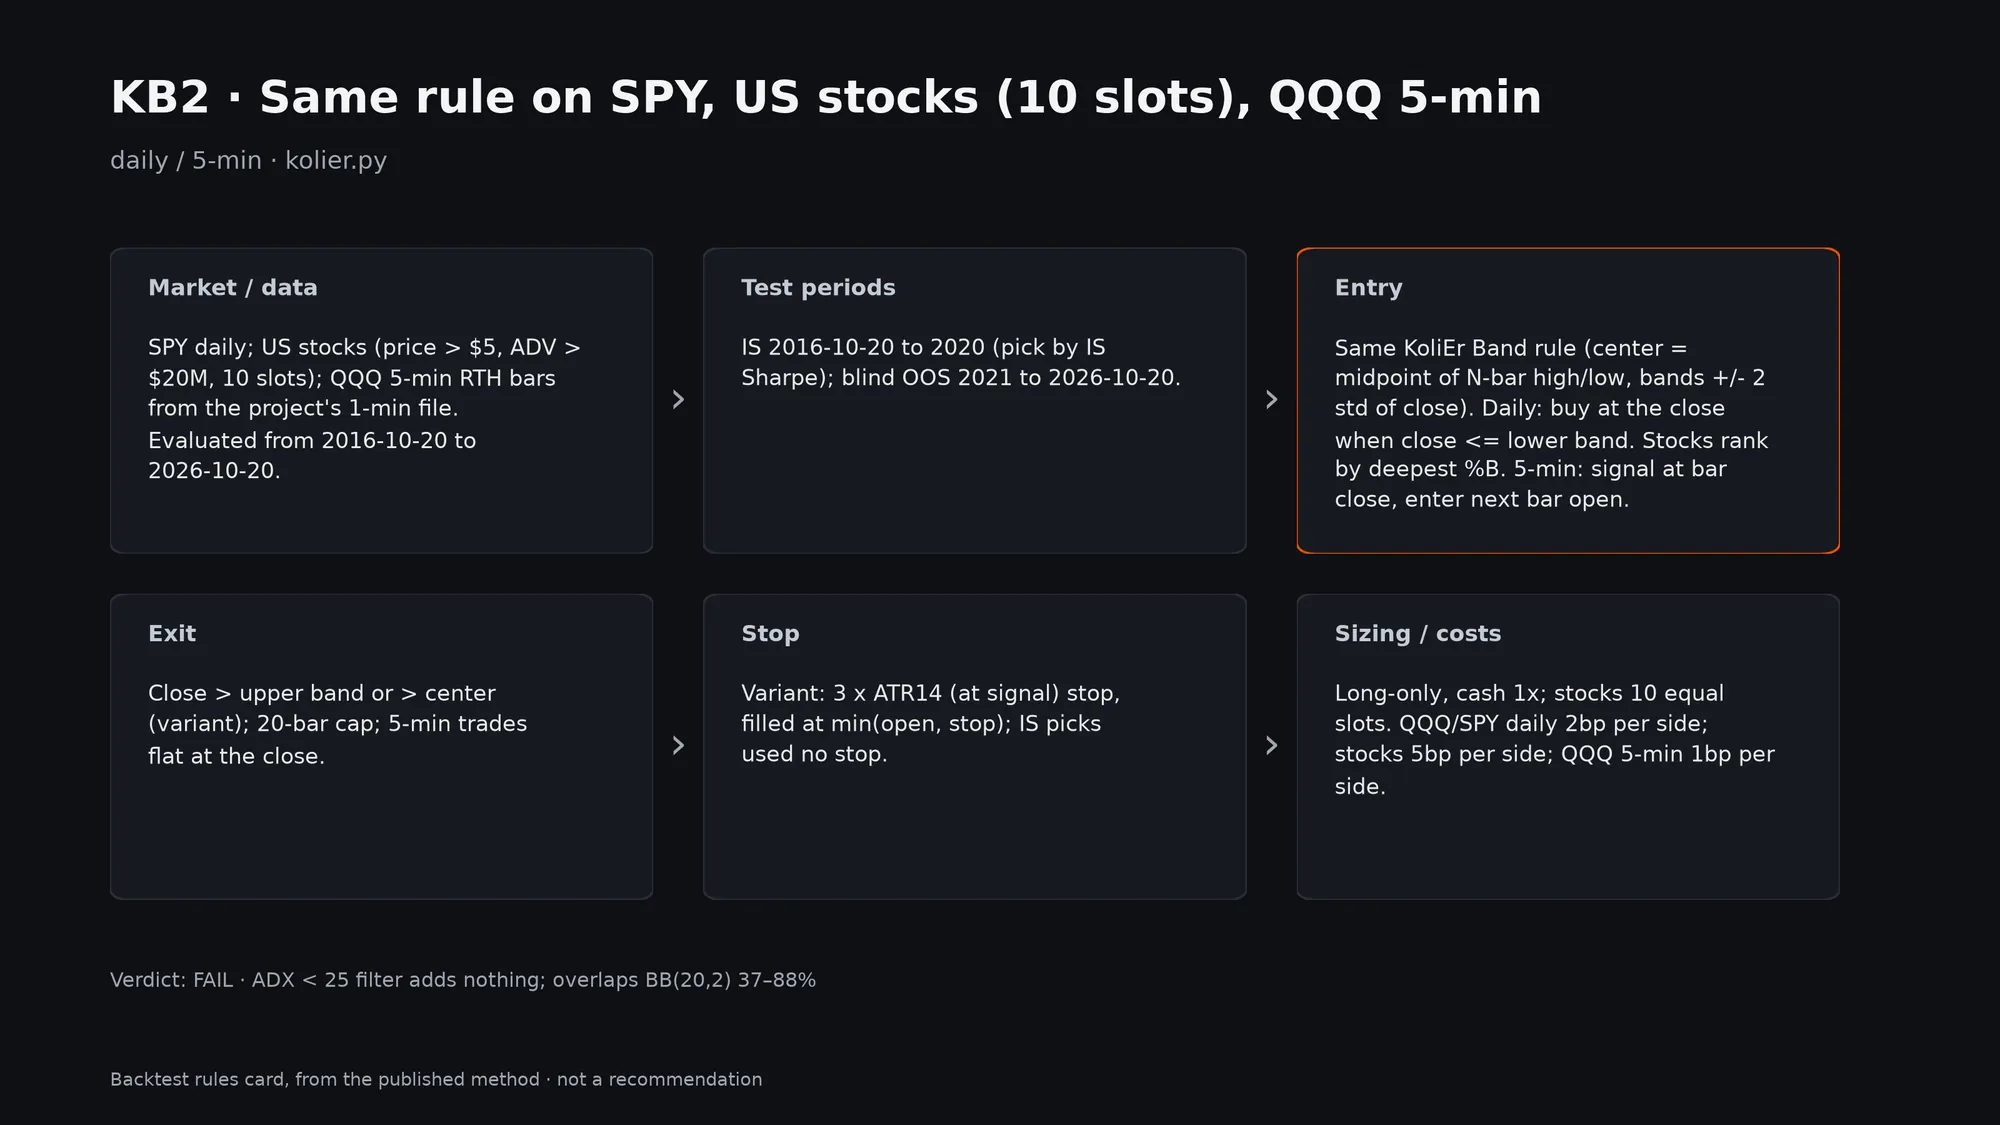 KB2 · Same rule on SPY, US stocks (10 slots), QQQ 5-min
daily / 5-min · kolier.py
Market / data
SPY daily; US stocks (price > $5, ADV >
$20M, 10 slots); QQQ 5-min RTH bars
from the project's 1-min file.
Evaluated from 2016-10-20 to
2026-10-20.
›
Test periods
IS 2016-10-20 to 2020 (pick by IS
Sharpe); blind OOS 2021 to 2026-10-20.
›
Entry
Same KoliEr Band rule (center =
midpoint of N-bar high/low, bands +/- 2
std of close). Daily: buy at the close
when close <= lower band. Stocks rank
by deepest %B. 5-min: signal at bar
close, enter next bar open.
Exit
Close > upper band or > center
(variant); 20-bar cap; 5-min trades
flat at the close.
›
Stop
Variant: 3 x ATR14 (at signal) stop,
filled at min(open, stop); IS picks
used no stop.
›
Sizing / costs
Long-only, cash 1x; stocks 10 equal
slots. QQQ/SPY daily 2bp per side;
stocks 5bp per side; QQQ 5-min 1bp per
side.
Verdict: FAIL · ADX < 25 filter adds nothing; overlaps BB(20,2) 37–88%
Backtest rules card, from the published method · not a recommendation